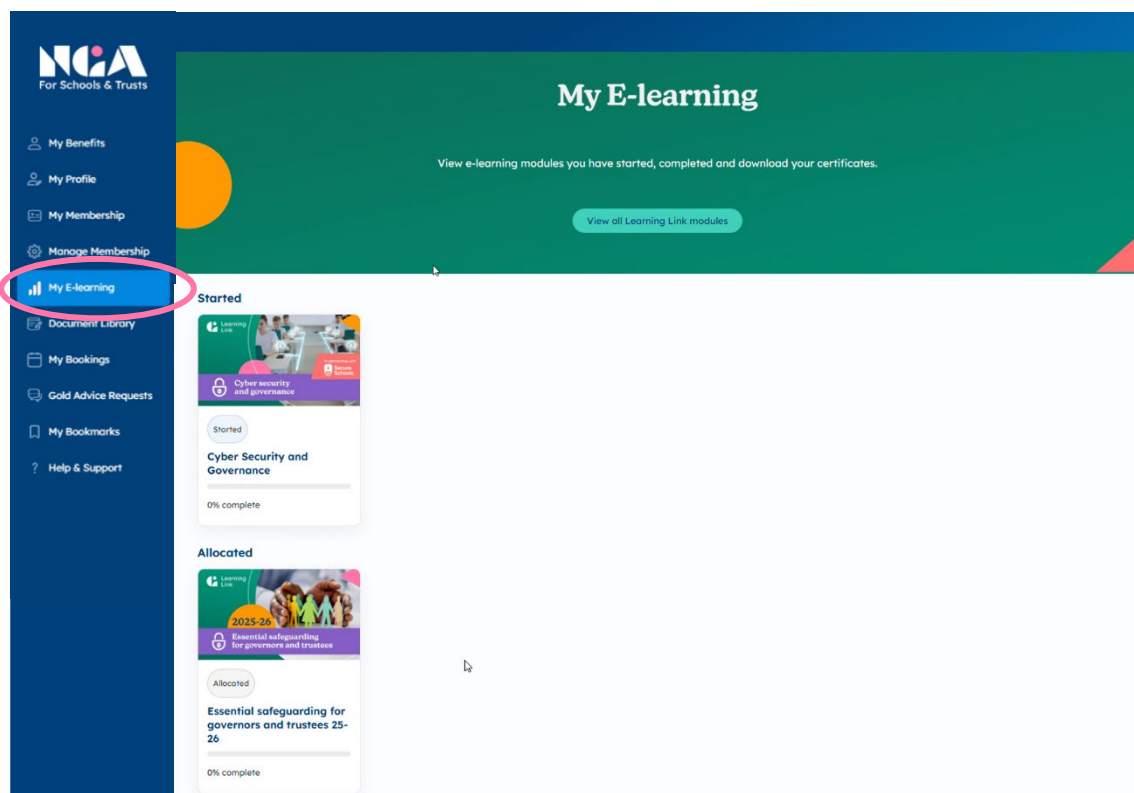 NGA
For Schools & Trusts
My Benefits
My Profile
My Membership
Manage Membership
My E-learning
Document Library
My Bookings
Gold Advice Requests
My Bookmarks
? Help & Support
My E-learning
View e-learning modules you have started, completed and download your certificates.
View all Learning Link modules
Started
Learning
Link
Secure
Schools
Cyber security
and governance
Started
Cyber Security and
Governance
0% complete
Allocated
Learning
Link
2025-26
Essential safeguarding
for governors and trustees
Allocated
Essential safeguarding for
governors and trustees 25-
26
0% complete